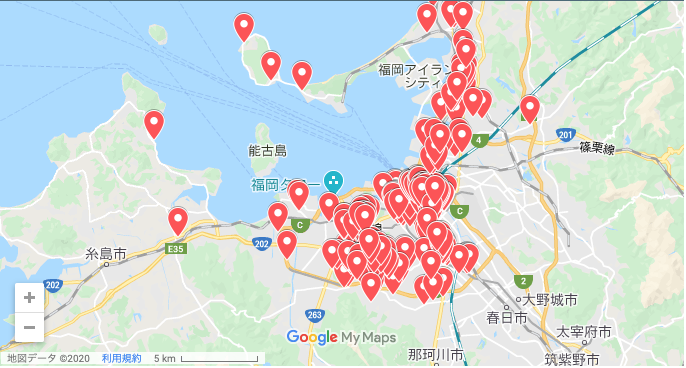 福岡アイラン
シティ
4
201
篠栗線
能古島
福岡タワー
C
C
E35
202
糸島市
202
2
大野城市
263
春日市
太宰府市
那珂川市
筑紫野市
+
−
Google My Maps
地図データ ©2020 利用規約 5 km